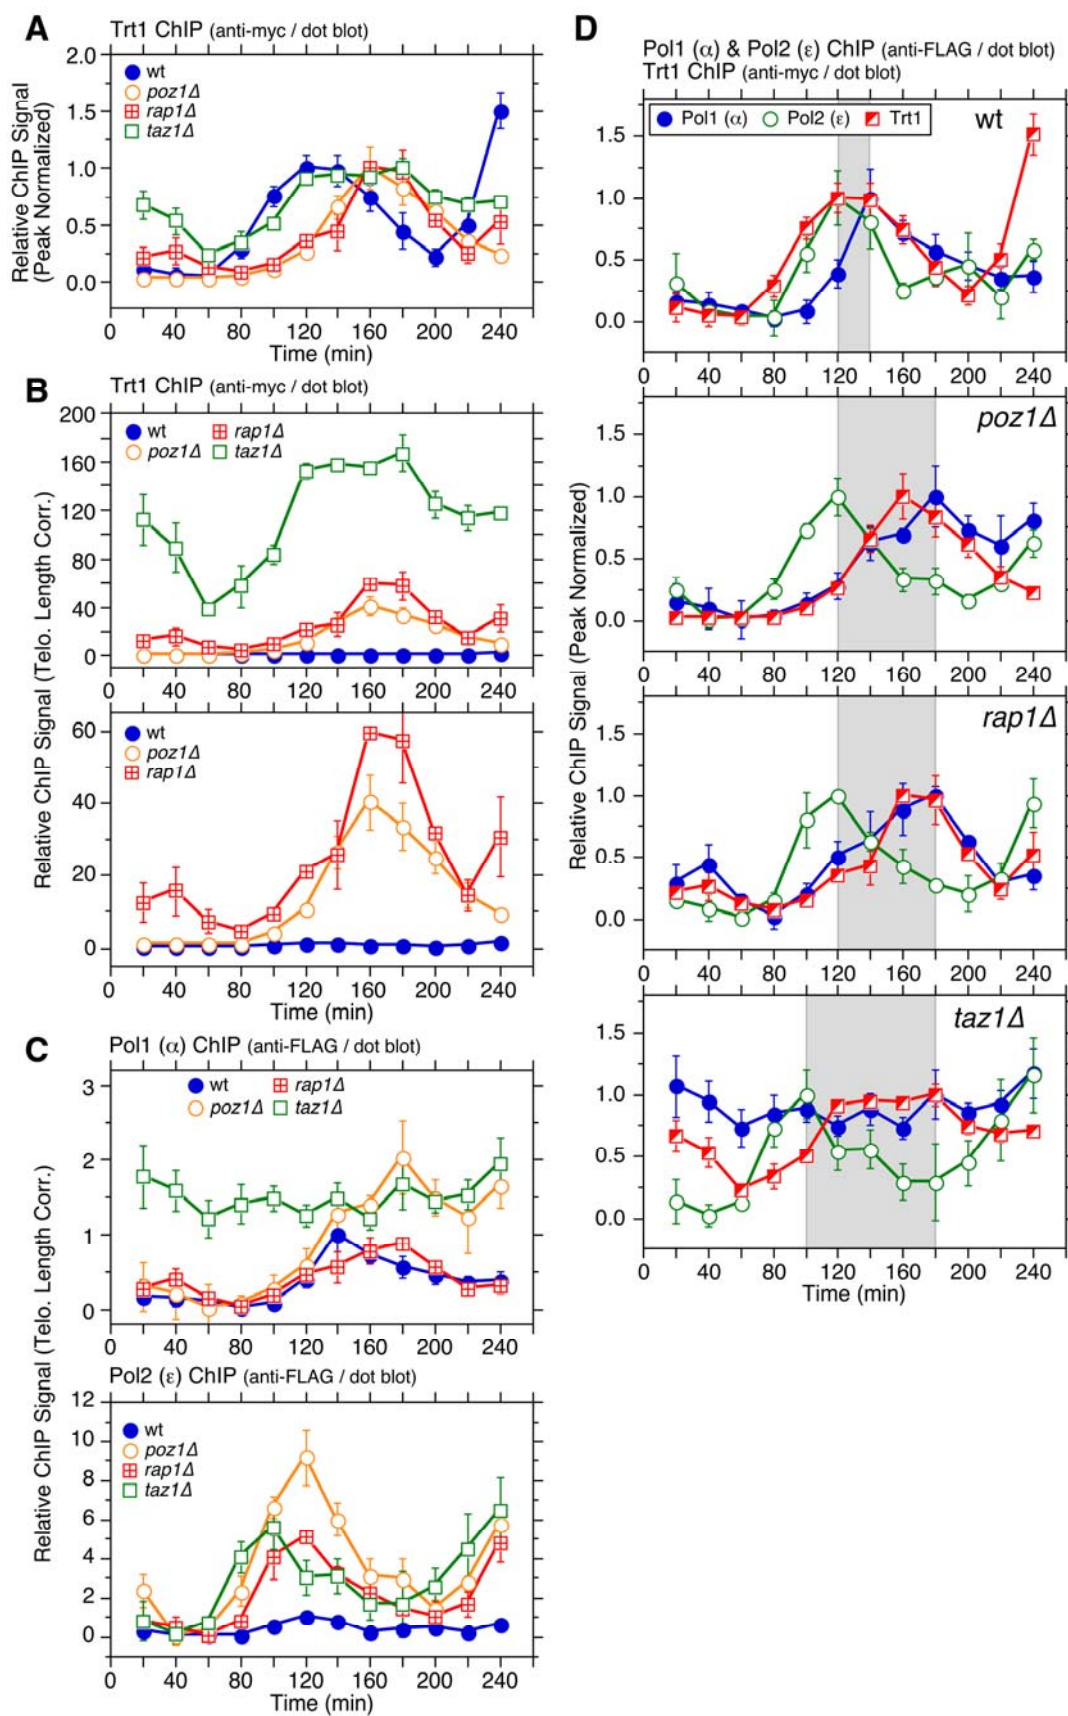 A
Trt1 ChIP (anti-myc / dot blot)
Relative ChIP Signal
(Peak Normalized)
2.0
1.5
1.0
0.5
0.0
wt
poz1Δ
rap1Δ
taz1Δ
0 40 80 120 160 200 240
Time (min)
B
Trt1 ChIP (anti-myc / dot blot)
Relative ChIP Signal (Telo. Length Corr.)
200
160
120
80
40
0
wt rap1Δ
poz1Δ taz1Δ
0 40 80 120 160 200 240
60
40
20
0
wt
poz1Δ
rap1Δ
0 40 80 120 160 200 240
Time (min)
C
Pol1 (α) ChIP (anti-FLAG / dot blot)
Relative ChIP Signal (Telo. Length Corr.)
3
2
1
0
wt rap1Δ
poz1Δ taz1Δ
0 40 80 120 160 200 240
Pol2 (ε) ChIP (anti-FLAG / dot blot)
12
10
8
6
4
2
0
wt
poz1Δ
rap1Δ
taz1Δ
0 40 80 120 160 200 240
Time (min)
D
Pol1 (α) & Pol2 (ε) ChIP (anti-FLAG / dot blot)
Trt1 ChIP (anti-myc / dot blot)
Relative ChIP Signal (Peak Normalized)
Pol1 (α) Pol2 (ε) Trt1
wt
1.5
1.0
0.5
0.0
0 40 80 120 160 200 240
poz1Δ
1.5
1.0
0.5
0.0
0 40 80 120 160 200 240
rap1Δ
1.5
1.0
0.5
0.0
0 40 80 120 160 200 240
taz1Δ
1.5
1.0
0.5
0.0
0 40 80 120 160 200 240
Time (min)